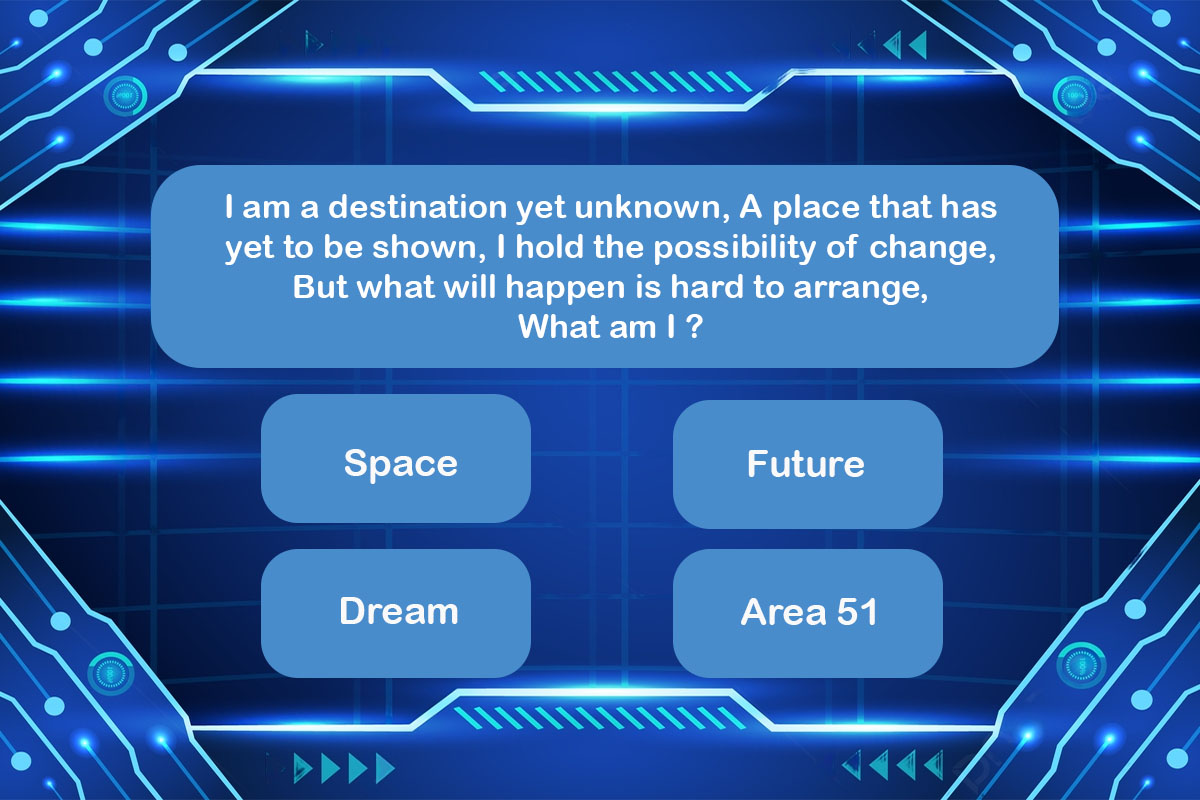 I am a destination yet unknown, A place that has
yet to be shown, I hold the possibility of change,
But what will happen is hard to arrange,
What am I ?
Space
Future
Dream
Area 51